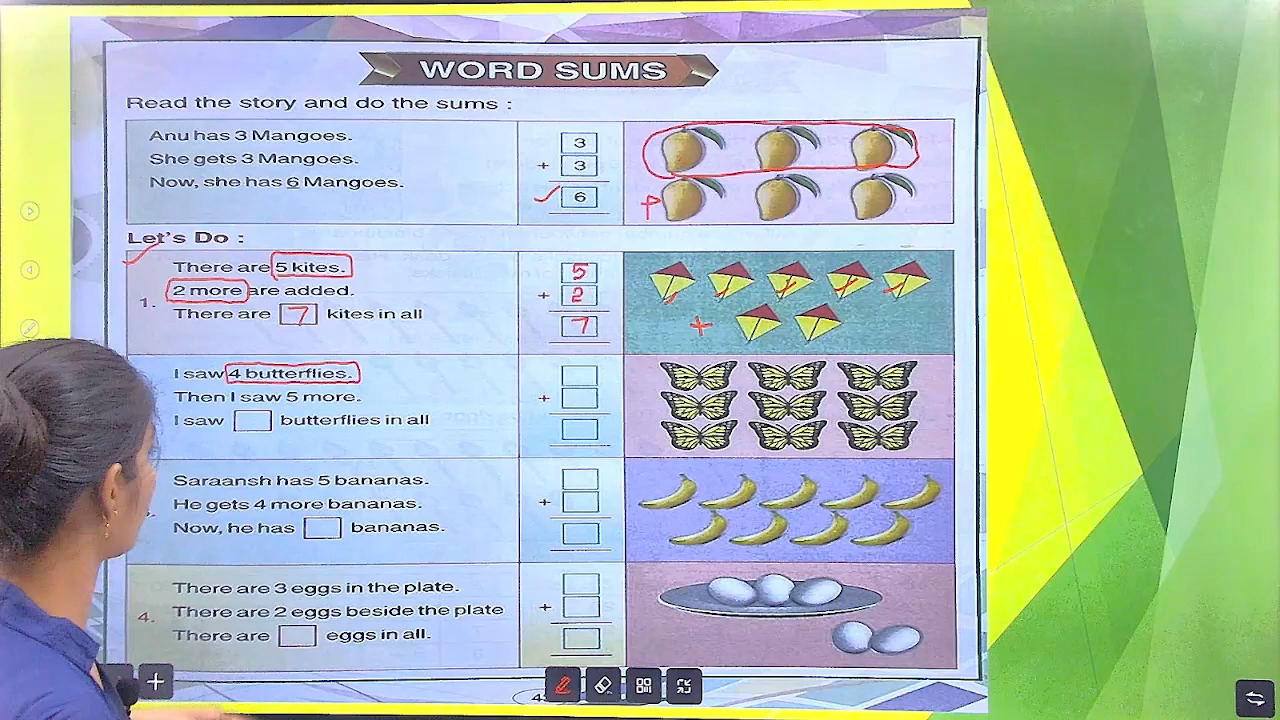 WORD SUMS
Read the story and do the sums :
Anu has 3 Mangoes.
She gets 3 Mangoes.
Now, she has 6 Mangoes.
3
+ 3
6
Let's Do :
1.
There are 5 kites.
2 more are added.
There are 7 kites in all
5
+ 2
7
+
I saw 4 butterflies.
Then I saw 5 more.
I saw butterflies in all
+
Saraansh has 5 bananas.
He gets 4 more bananas.
Now, he has bananas.
+
4.
There are 3 eggs in the plate.
There are 2 eggs beside the plate
There are eggs in all.
+